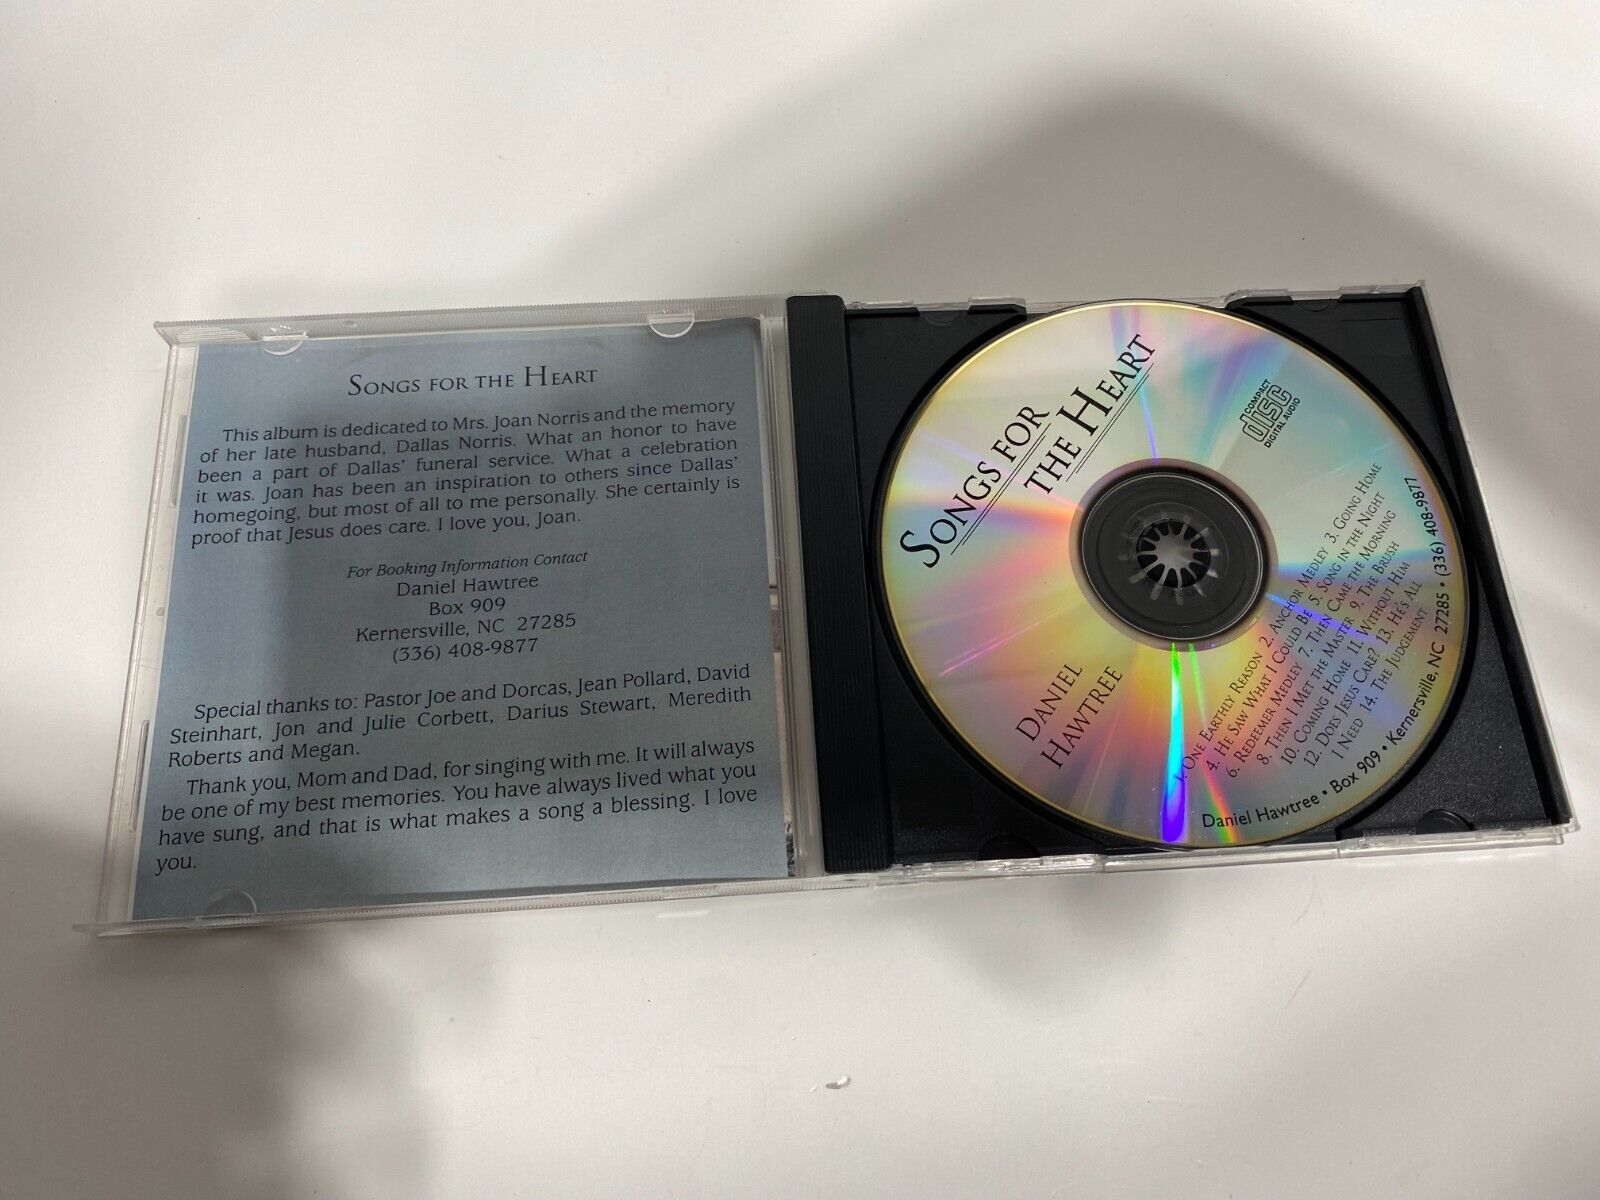 SONGS FOR THE HEART
This album is dedicated to Mrs. Joan Norris and the memory
of her late husband, Dallas Norris. What an honor to have
been a part of Dallas' funeral service. What a celebration
it was. Joan has been an inspiration to others since Dallas'
homegoing, but most of all to me personally. She certainly is
proof that Jesus does care. I love you, Joan.
For Booking Information Contact
Daniel Hawtree
Box 909
Kernersville, NC 27285
(336) 408-9877
Special thanks to: Pastor Joe and Dorcas, Jean Pollard, David
Steinhart, Jon and Julie Corbett, Darius Stewart, Meredith
Roberts and Megan.
Thank you, Mom and Dad, for singing with me. It will always
be one of my best memories. You have always lived what you
have sung, and that is what makes a song a blessing. I love
you.
SONGS FOR
THE HEART
COMPACT
disc
DIGITAL AUDIO
DANIEL
HAWTREE
1. ONE EARTHLY REASON 2. ANCHOR MEDLEY 3. GOING HOME
4. HE SAW WHAT I COULD BE 5. SONG IN THE NIGHT
6. REDEEMER MEDLEY 7. THEN CAME THE MORNING
8. THEN I MET THE MASTER 9. THE BRUSH
10. COMING HOME 11. WITHOUT HIM
12. DOES JESUS CARE? 13. HE'S ALL
I NEED 14. THE JUDGEMENT
Daniel Hawtree • Box 909 • Kernersville, NC 27285 • (336) 408-9877